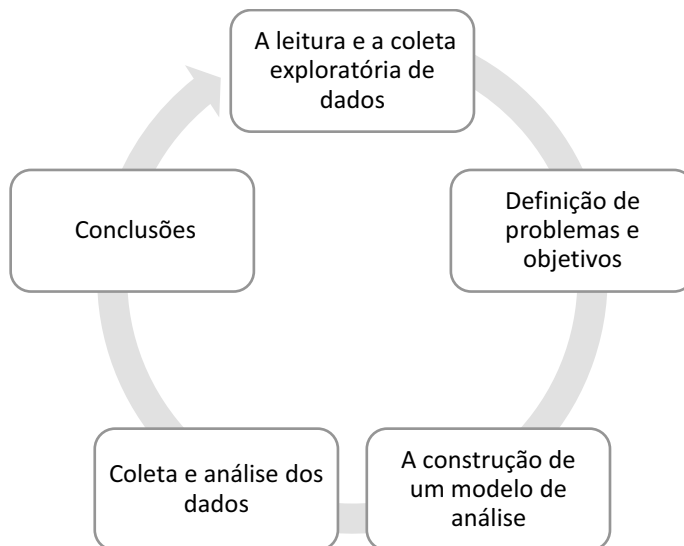 A leitura e a coleta
exploratória de
dados
Definição de
problemas e
objetivos
A construção de
um modelo de
análise
Coleta e análise dos
dados
Conclusões